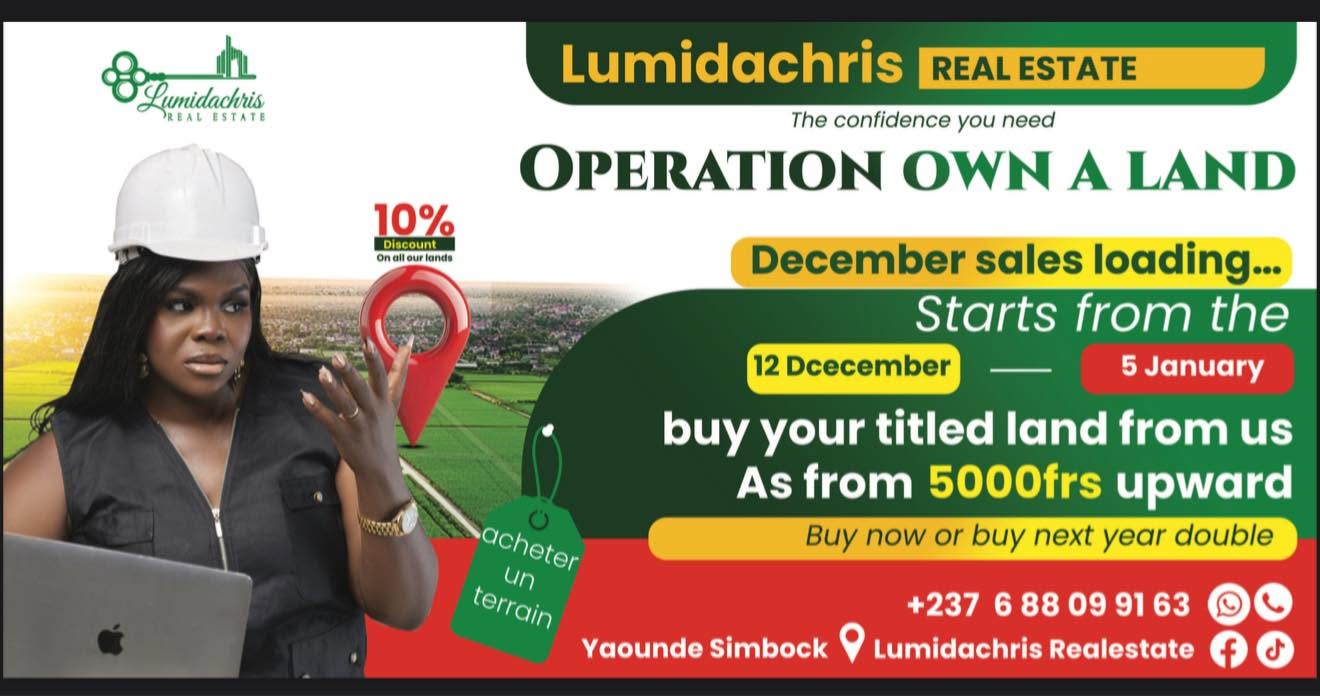 Lumidachris
REAL ESTATE
Lumidachris REAL ESTATE
The confidence you need
OPERATION OWN A LAND
10%
Discount
On all our lands
December sales loading...
Starts from the
12 Dcecember — 5 January
buy your titled land from us
As from 5000frs upward
Buy now or buy next year double
acheter
un
terrain
+237 6 88 09 91 63
Yaounde Simbock Lumidachris Realestate